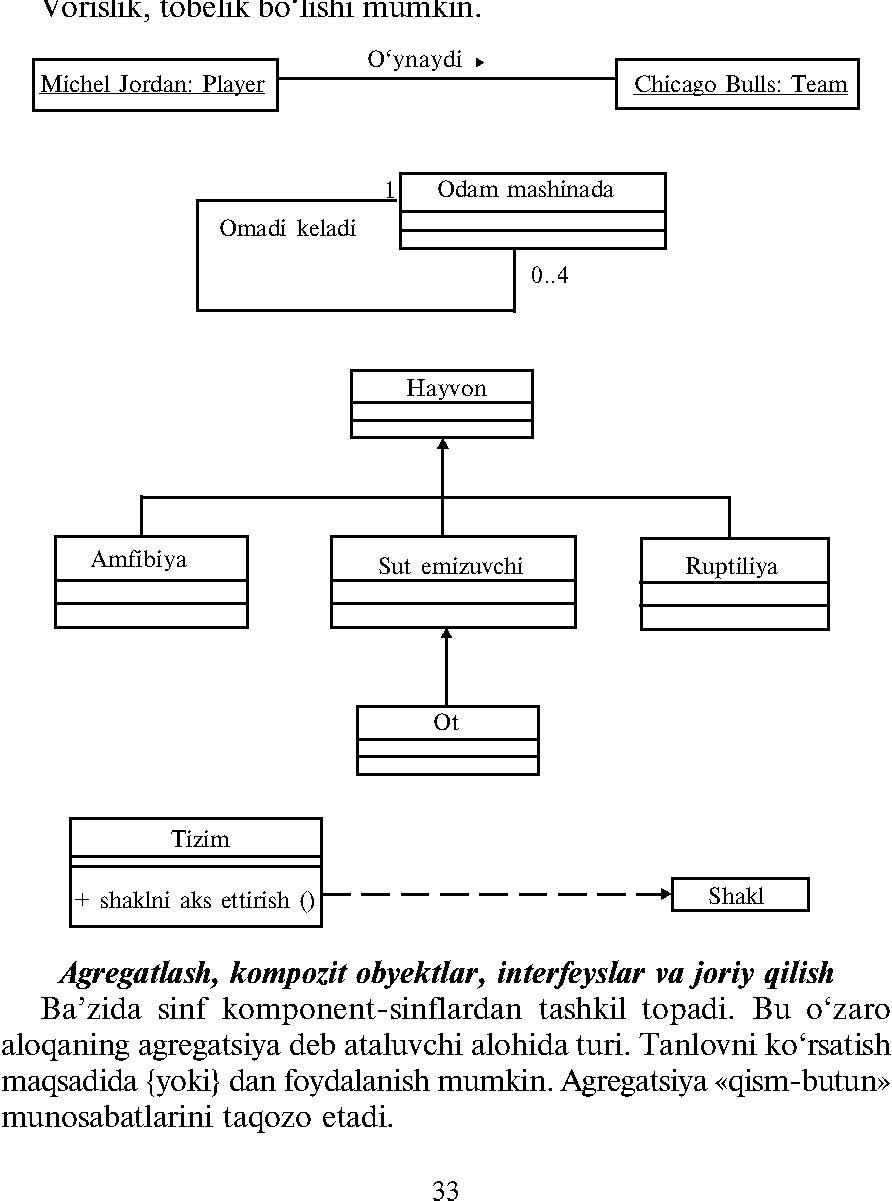 Vorislik, tobelik bo‘lishi mumkin.
O‘ynaydi
Michel Jordan: Player
Chicago Bulls: Team
1
Odam mashinada
Omadi keladi
0..4
Hayvon
Amfibiya
Sut emizuvchi
Ruptiliya
Ot
Tizim
+ shaklni aks ettirish ()
Shakl
Agregatlash, kompozit obyektlar, interfeyslar va joriy qilish
Ba’zida sinf komponent-sinflardan tashkil topadi. Bu o‘zaro
aloqaning agregatsiya deb ataluvchi alohida turi. Tanlovni ko‘rsatish
maqsadida {yoki} dan foydalanish mumkin. Agregatsiya «qism-butun»
munosabatlarini taqozo etadi.
33